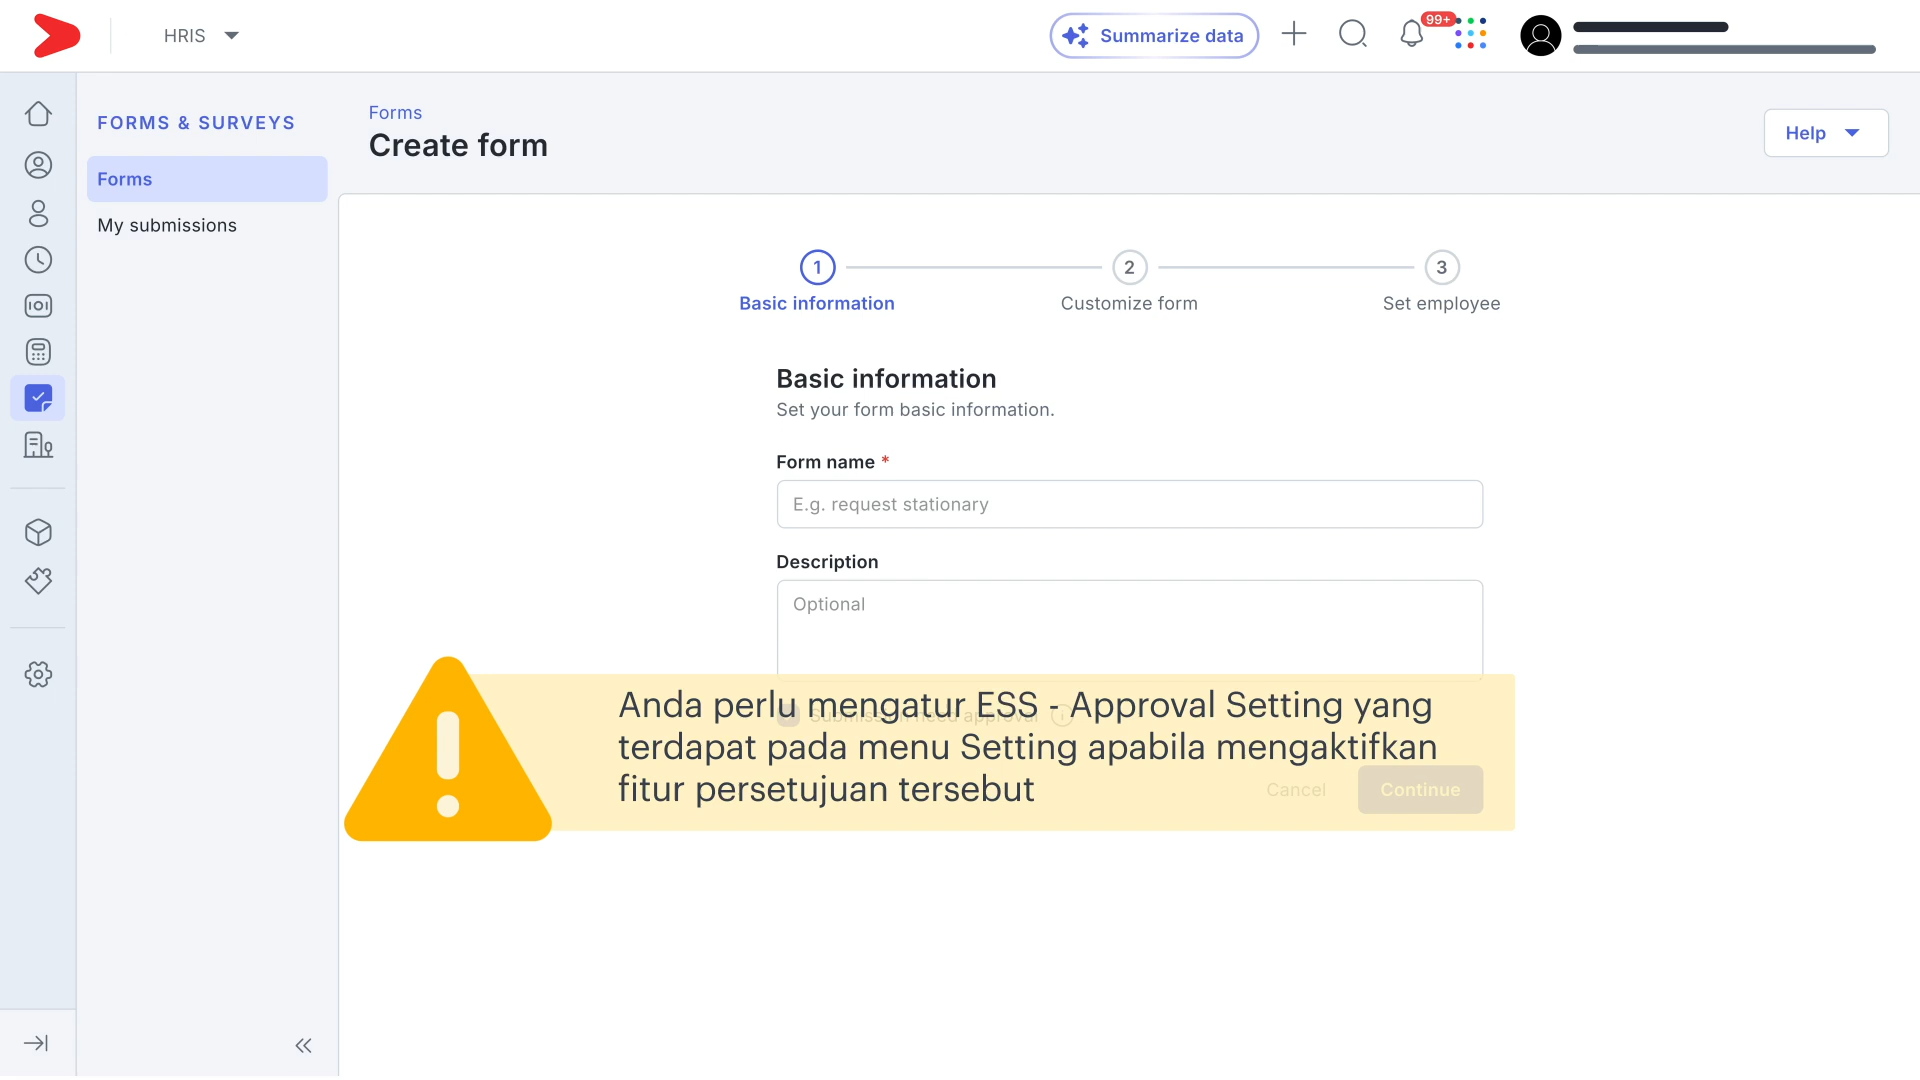 HRIS
Summarize data
99+
FORMS & SURVEYS
Forms
My submissions
Forms
Create form
Help
1
2
3
Basic information
Customize form
Set employee
Basic information
Set your form basic information.
Form name *
E.g. request stationary
Description
Optional
Submission need approval
Anda perlu mengatur ESS - Approval Setting yang
terdapat pada menu Setting apabila mengaktifkan
fitur persetujuan tersebut
Cancel
Continue